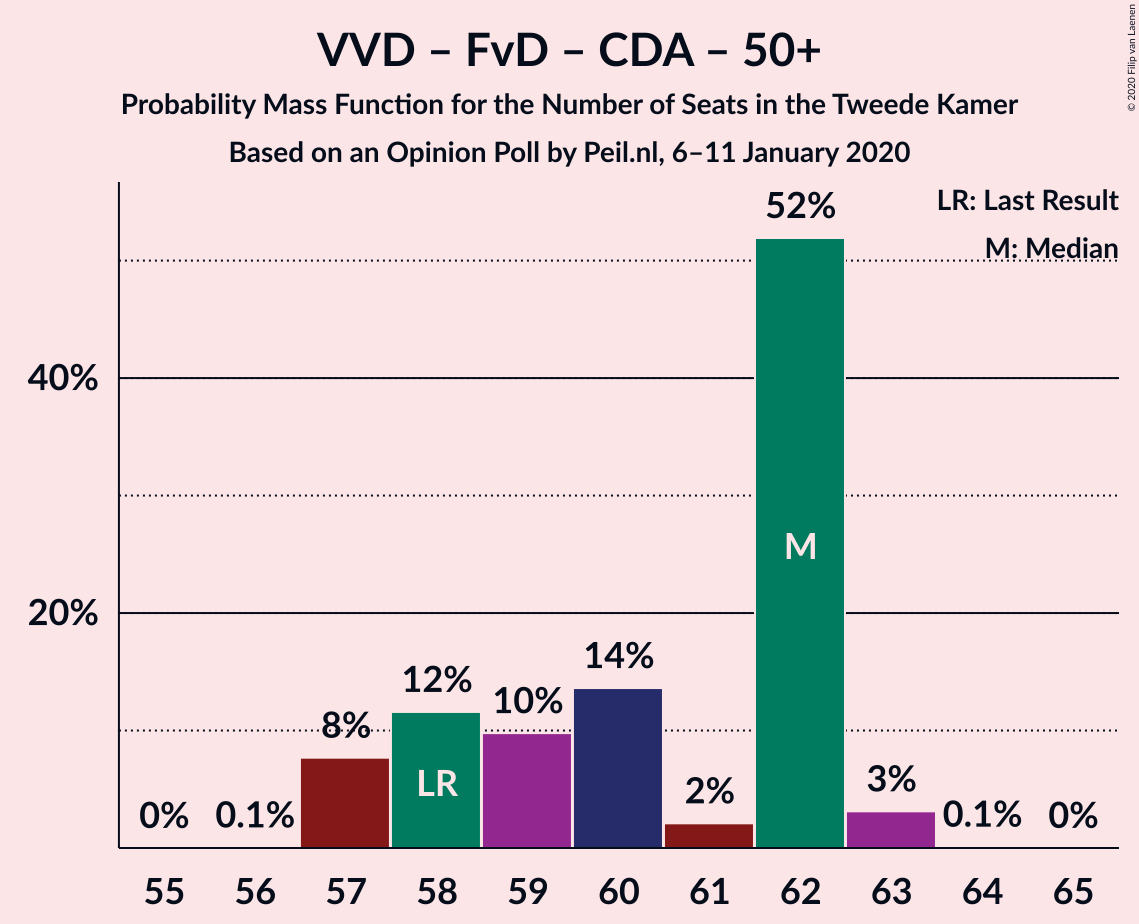 VVD – FvD – CDA – 50+
Probability Mass Function for the Number of Seats in the Tweede Kamer
Based on an Opinion Poll by Peil.nl, 6–11 January 2020
© 2020 Filip van Laenen
LR: Last Result
M: Median
40%
20%
0%
0.1%
8%
12%
10%
14%
2%
52%
3%
0.1%
0%
LR
M
55 56 57 58 59 60 61 62 63 64 65